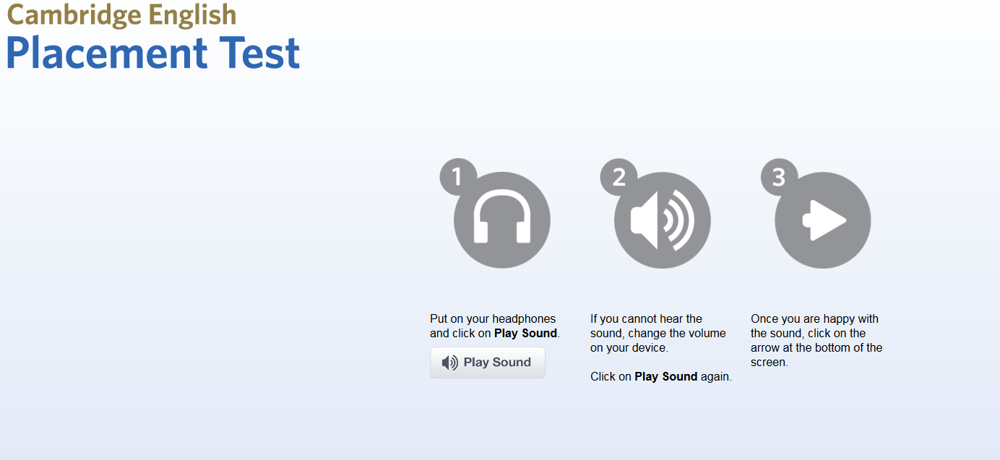 Cambridge English
Placement Test
1
Put on your headphones
and click on Play Sound.
Play Sound
2
If you cannot hear the
sound, change the volume
on your device.
Click on Play Sound again.
3
Once you are happy with
the sound, click on the
arrow at the bottom of the
screen.